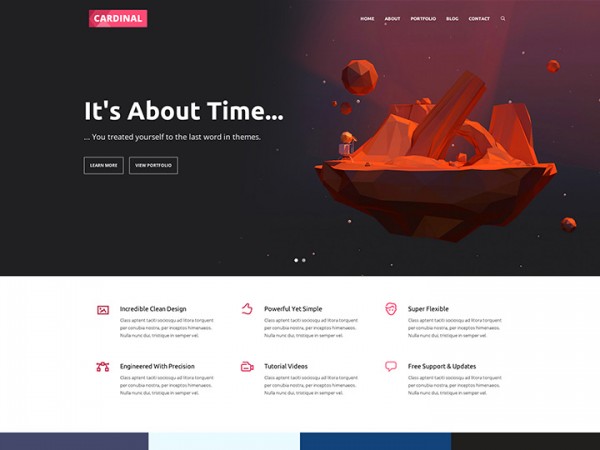 CARDINAL
HOME ABOUT PORTFOLIO BLOG CONTACT
It's About Time...
... You treated yourself to the last word in themes.
LEARN MORE VIEW PORTFOLIO
Incredible Clean Design
Class aptent taciti sociosqu ad litora torquent
per conubia nostra, per inceptos himenaeos.
Nulla nunc dui, tristique in semper vel.
Powerful Yet Simple
Class aptent taciti sociosqu ad litora torquent
per conubia nostra, per inceptos himenaeos.
Nulla nunc dui, tristique in semper vel.
Super Flexible
Class aptent taciti sociosqu ad litora torquent
per conubia nostra, per inceptos himenaeos.
Nulla nunc dui, tristique in semper vel.
Engineered With Precision
Class aptent taciti sociosqu ad litora torquent
per conubia nostra, per inceptos himenaeos.
Nulla nunc dui, tristique in semper vel.
Tutorial Videos
Class aptent taciti sociosqu ad litora torquent
per conubia nostra, per inceptos himenaeos.
Nulla nunc dui, tristique in semper vel.
Free Support & Updates
Class aptent taciti sociosqu ad litora torquent
per conubia nostra, per inceptos himenaeos.
Nulla nunc dui, tristique in semper vel.